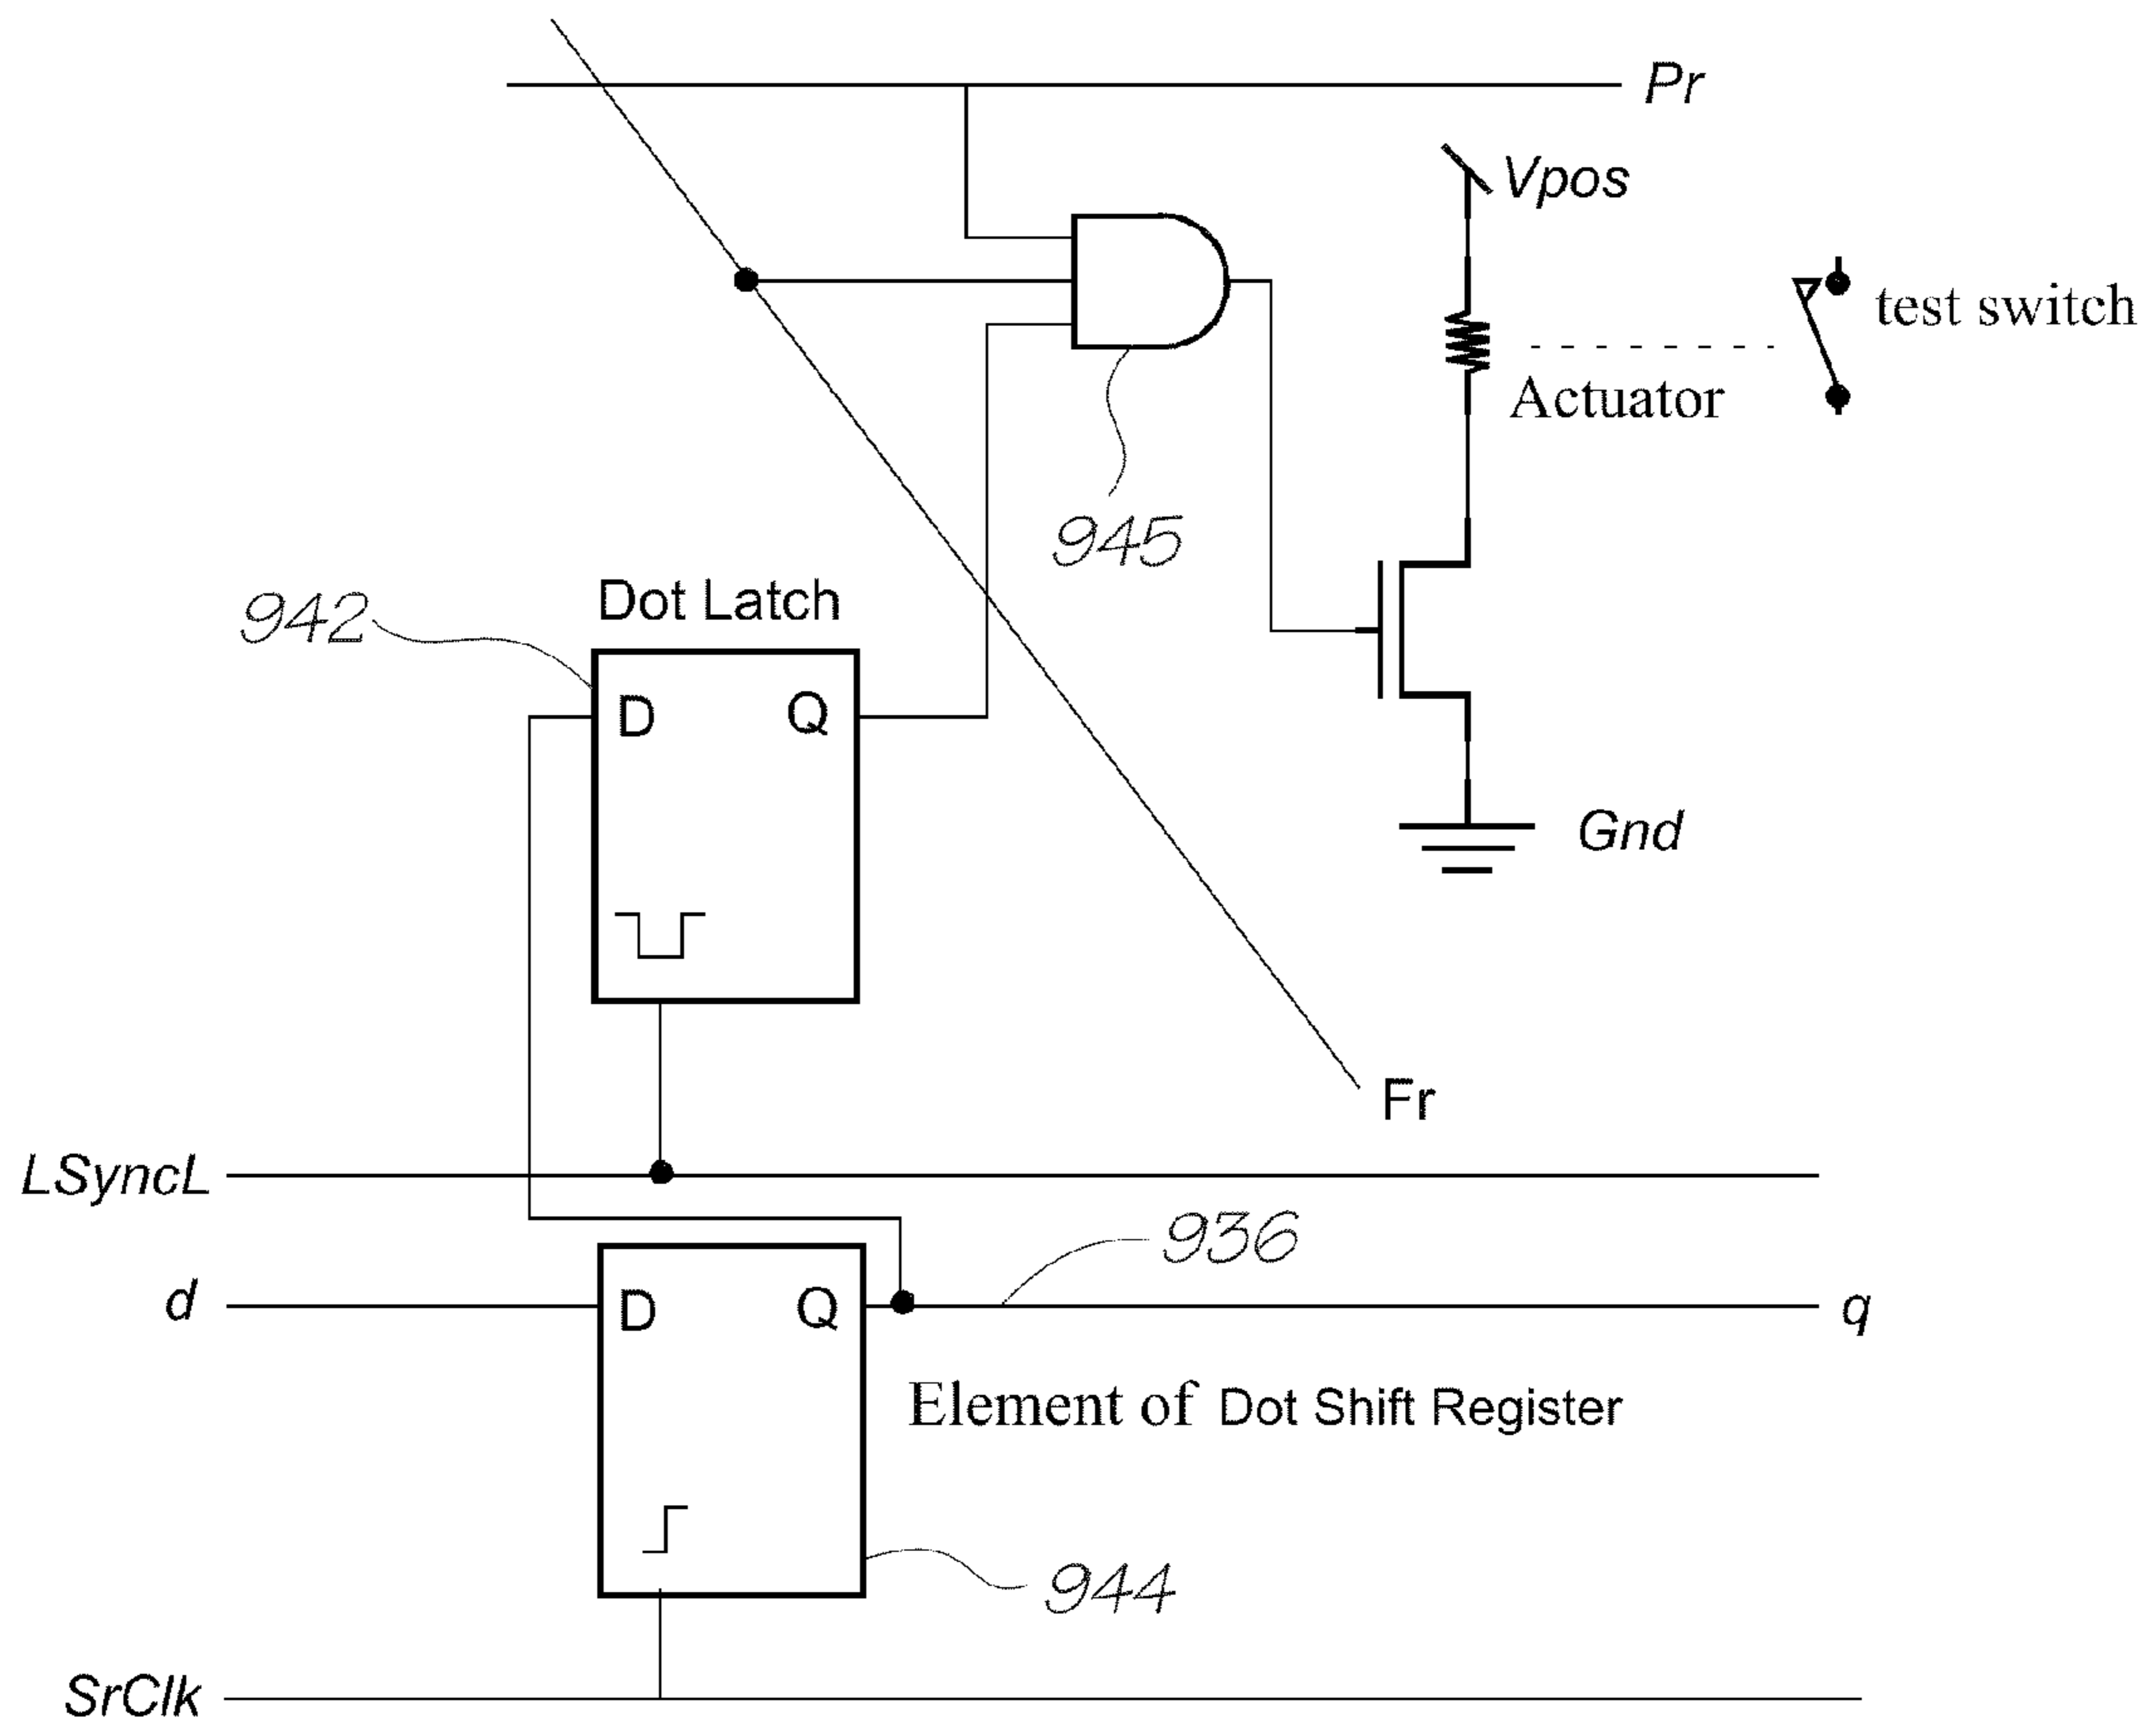 Pr
Vpos
test switch
Actuator
945
942
Dot Latch
D
Q
Gnd
Fr
LSyncL
936
d
D
Q
q
Element of Dot Shift Register
944
SrClk